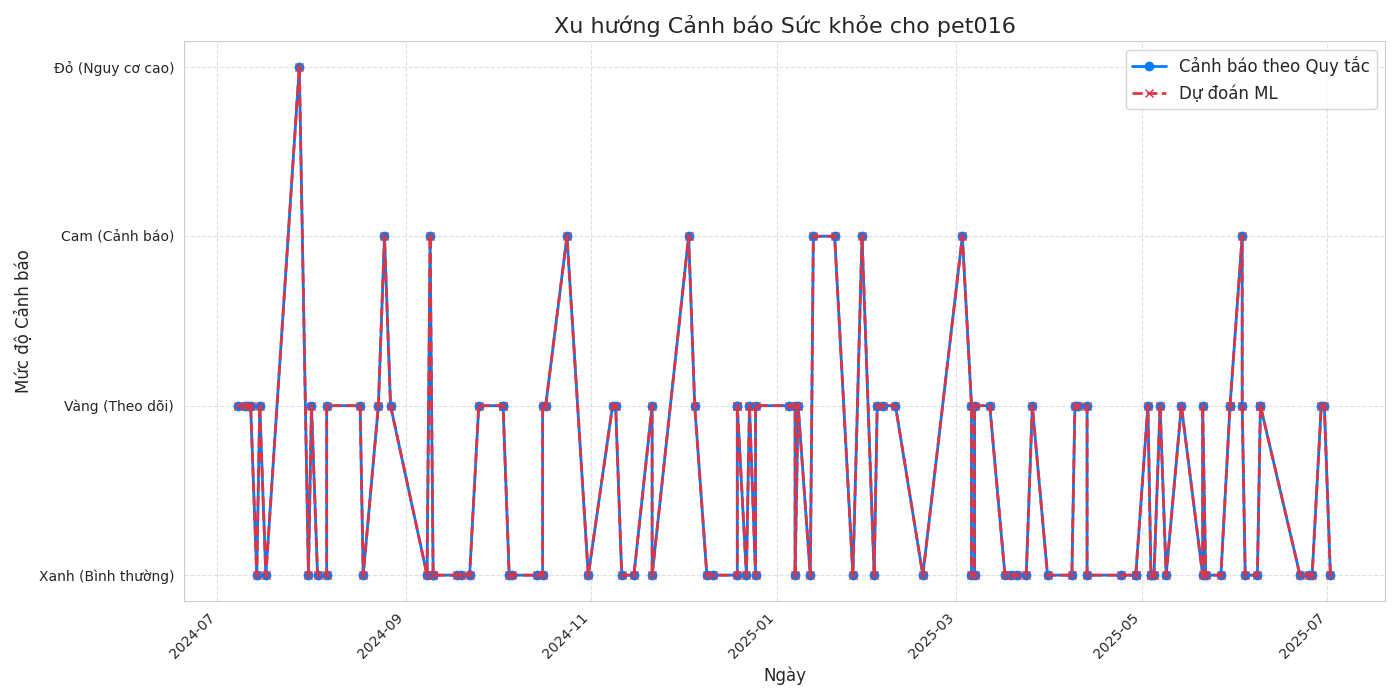 Xu hướng Cảnh báo Sức khỏe cho pet016
Cảnh báo theo Quy tắc
Dự đoán ML
Mức độ Cảnh báo
Đỏ (Nguy cơ cao)
Cam (Cảnh báo)
Vàng (Theo dõi)
Xanh (Bình thường)
2024-07
2024-09
2024-11
2025-01
2025-03
2025-05
2025-07
Ngày